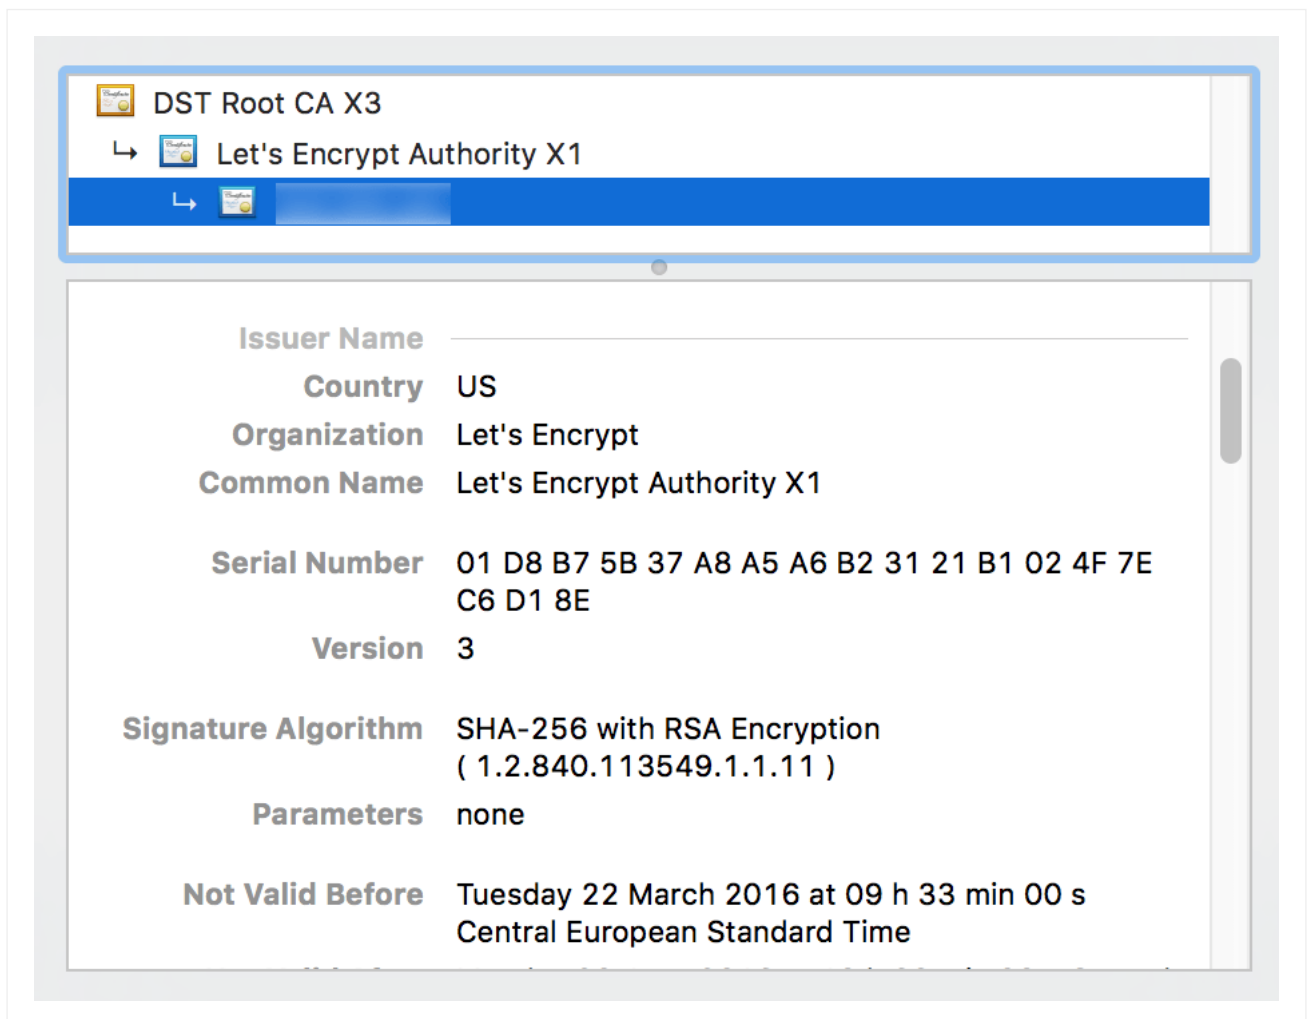 DST Root CA X3
Let's Encrypt Authority X1
Issuer Name
Country US
Organization Let's Encrypt
Common Name Let's Encrypt Authority X1
Serial Number 01 D8 B7 5B 37 A8 A5 A6 B2 31 21 B1 02 4F 7E
C6 D1 8E
Version 3
Signature Algorithm SHA-256 with RSA Encryption
( 1.2.840.113549.1.1.11 )
Parameters none
Not Valid Before Tuesday 22 March 2016 at 09 h 33 min 00 s
Central European Standard Time